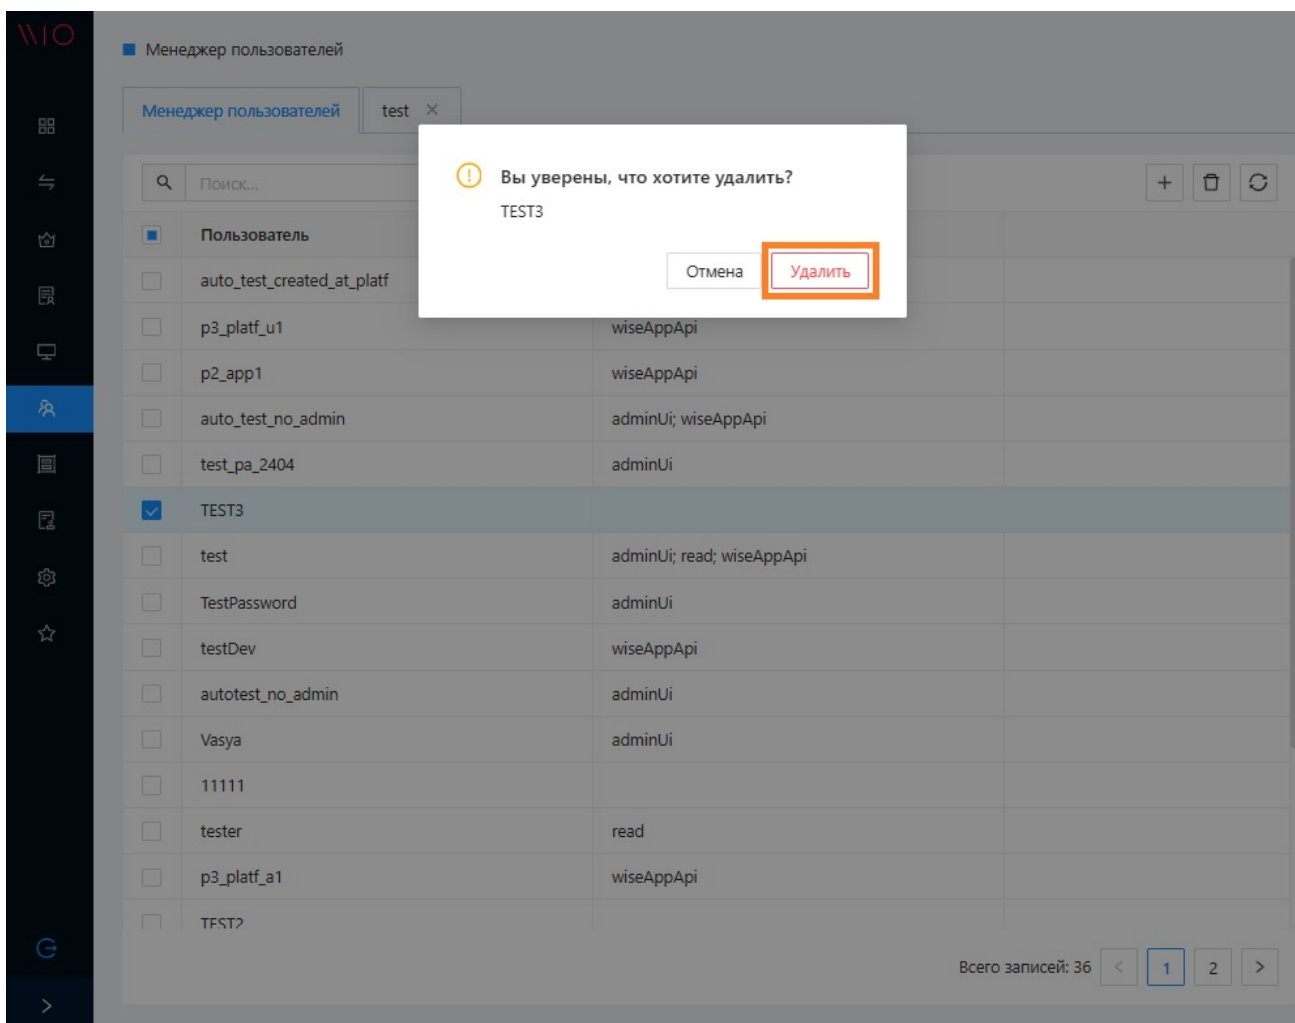 WIO
Менеджер пользователей
Менеджер пользователей test
Поиск...
Вы уверены, что хотите удалить?
TEST3
Отмена Удалить
Пользователь
auto_test_created_at_platf
p3_platf_u1 wiseAppApi
p2_app1 wiseAppApi
auto_test_no_admin adminUi; wiseAppApi
test_pa_2404 adminUi
TEST3
test adminUi; read; wiseAppApi
TestPassword adminUi
testDev wiseAppApi
autotest_no_admin adminUi
Vasya adminUi
11111
tester read
p3_platf_a1 wiseAppApi
TEST2
Всего записей: 36 < 1 2 >